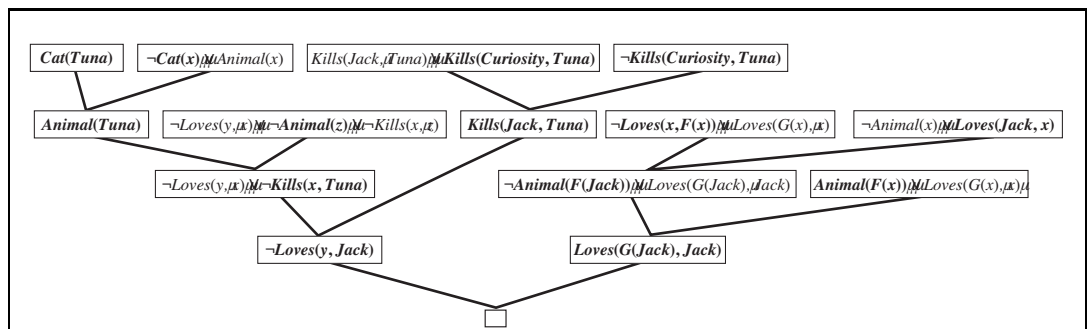 Cat(Tuna) ¬Cat(x) ∨ Animal(x) Kills(Jack, Tuna) ∨ Kills(Curiosity, Tuna) ¬Kills(Curiosity, Tuna)
Animal(Tuna) ¬Loves(y, x) ∨ ¬Animal(z) ∨ ¬Kills(x, z) Kills(Jack, Tuna) ¬Loves(x, F(x)) ∨ Loves(G(x), x) ¬Animal(x) ∨ Loves(Jack, x)
¬Loves(y, x) ∨ ¬Kills(x, Tuna) ¬Animal(F(Jack)) ∨ Loves(G(Jack), Jack) Animal(F(x)) ∨ Loves(G(x), x)
¬Loves(y, Jack) Loves(G(Jack), Jack)